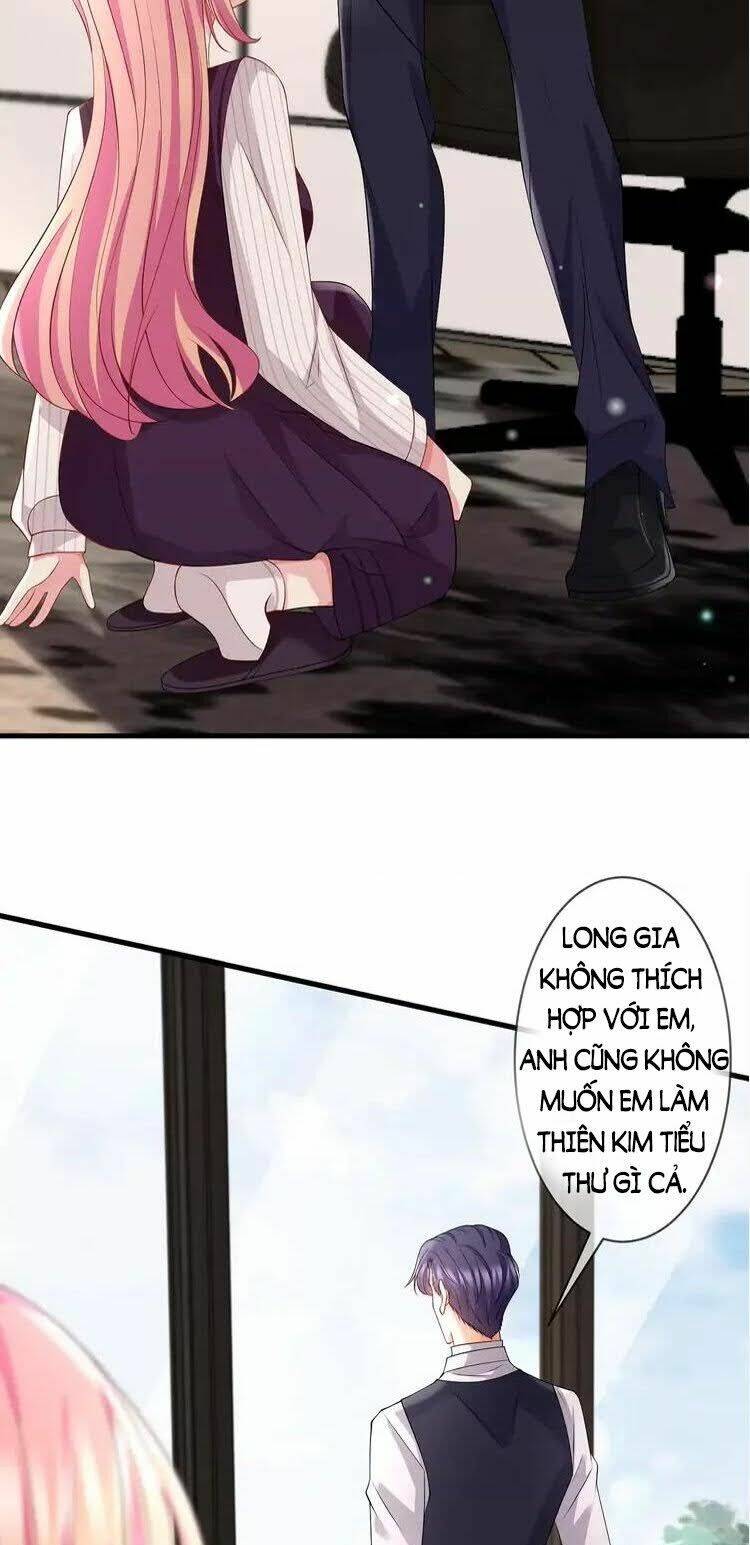 LONG GIA
KHÔNG THÍCH
HỢP VỚI EM,
ANH CŨNG KHÔNG
MUỐN EM LÀM
THIÊN KIM TIỂU
THƯ GÌ CẢ.